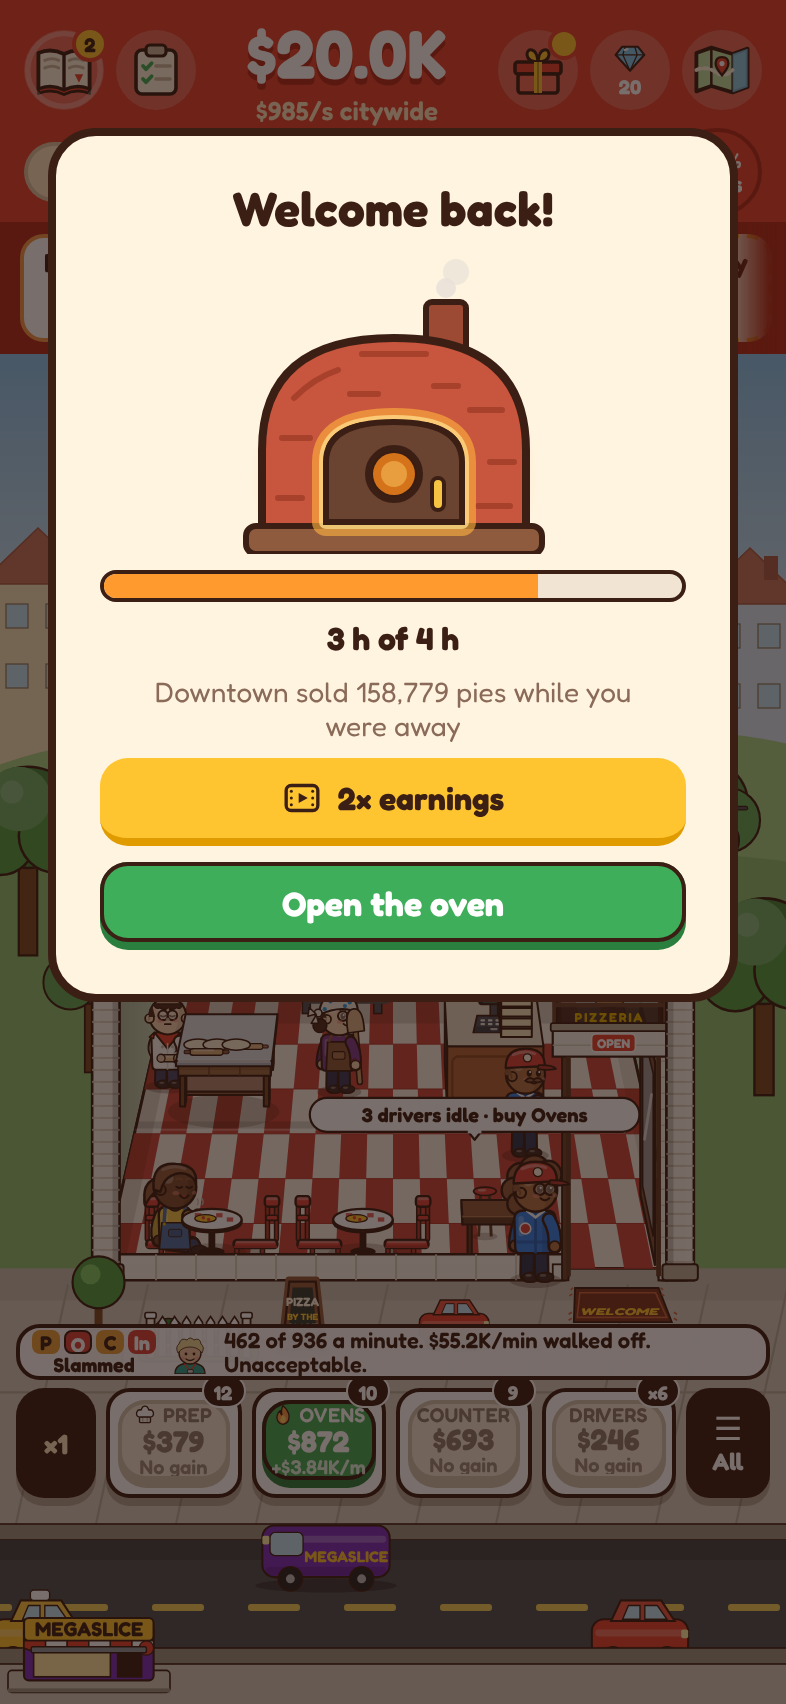 2
$20.0K
$985/s citywide
20
Welcome back!
3 h of 4 h
Downtown sold 158,779 pies while you
were away
2x earnings
Open the oven
PIZZERIA
OPEN
3 drivers idle · buy Ovens
PIZZA
BY THE
WELCOME
P O C In
Slammed
462 of 936 a minute. $55.2K/min walked off.
Unacceptable.
12 10 9 x6
x1
PREP
$379
No gain
OVENS
$872
+$3.84K/m
COUNTER
$693
No gain
DRIVERS
$246
No gain
All
MEGASLICE
MEGASLICE